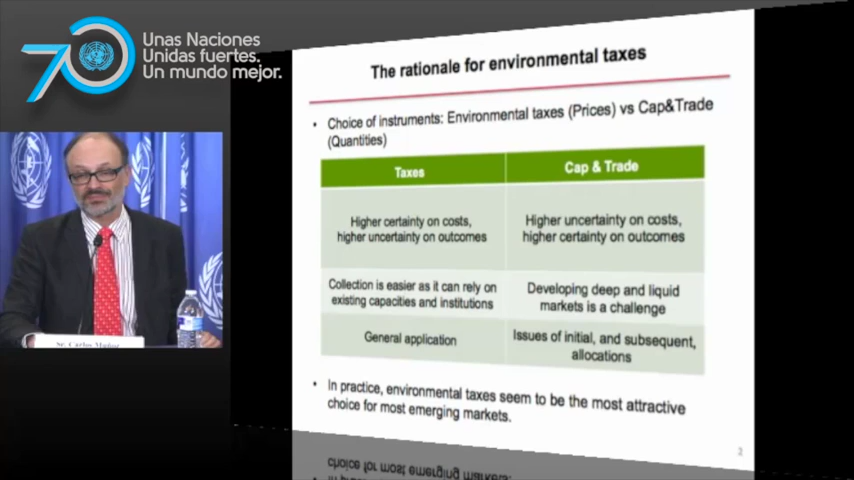 70
Unas Naciones
Unidas fuertes.
Un mundo mejor.
The rationale for environmental taxes
• Choice of instruments: Environmental taxes (Prices) vs Cap&Trade
(Quantities)
Taxes
Cap & Trade
Higher certainty on costs,
higher uncertainty on outcomes
Higher uncertainty on costs,
higher certainty on outcomes
Collection is easier as it can rely on
existing capacities and institutions
Developing deep and liquid
markets is a challenge
General application
Issues of initial, and subsequent,
allocations
• In practice, environmental taxes seem to be the most attractive
choice for most emerging markets.
2
Sr. Carlos Muñoz